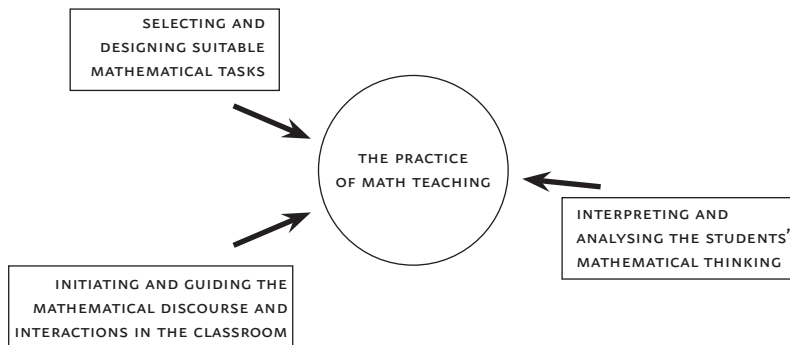 SELECTING AND
DESIGNING SUITABLE
MATHEMATICAL TASKS
THE PRACTICE
OF MATH TEACHING
INTERPRETING AND
ANALYSING THE STUDENTS'
MATHEMATICAL THINKING
INITIATING AND GUIDING THE
MATHEMATICAL DISCOURSE AND
INTERACTIONS IN THE CLASSROOM